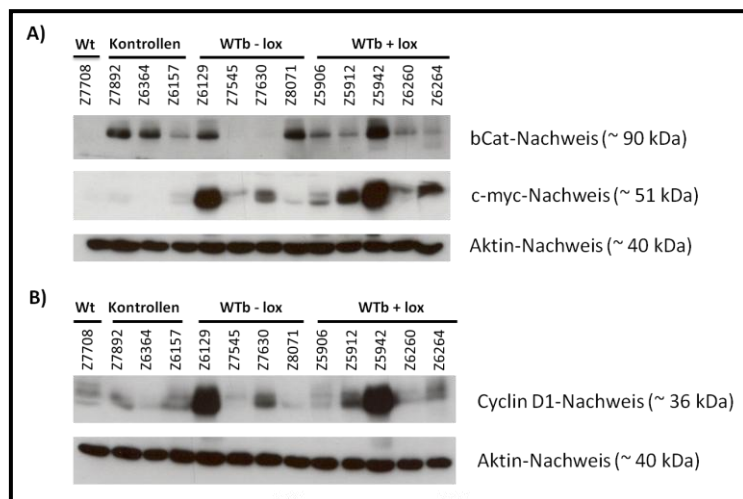 A)
Wt Kontrollen WTb - lox WTb + lox
Z7708 Z7892 Z6364 Z6157 Z6129 Z7545 Z7630 Z8071 Z5906 Z5912 Z5942 Z6260 Z6264
bCat-Nachweis (~ 90 kDa)
c-myc-Nachweis (~ 51 kDa)
Aktin-Nachweis (~ 40 kDa)
B)
Wt Kontrollen WTb - lox WTb + lox
Z7708 Z7892 Z6364 Z6157 Z6129 Z7545 Z7630 Z8071 Z5906 Z5912 Z5942 Z6260 Z6264
Cyclin D1-Nachweis (~ 36 kDa)
Aktin-Nachweis (~ 40 kDa)